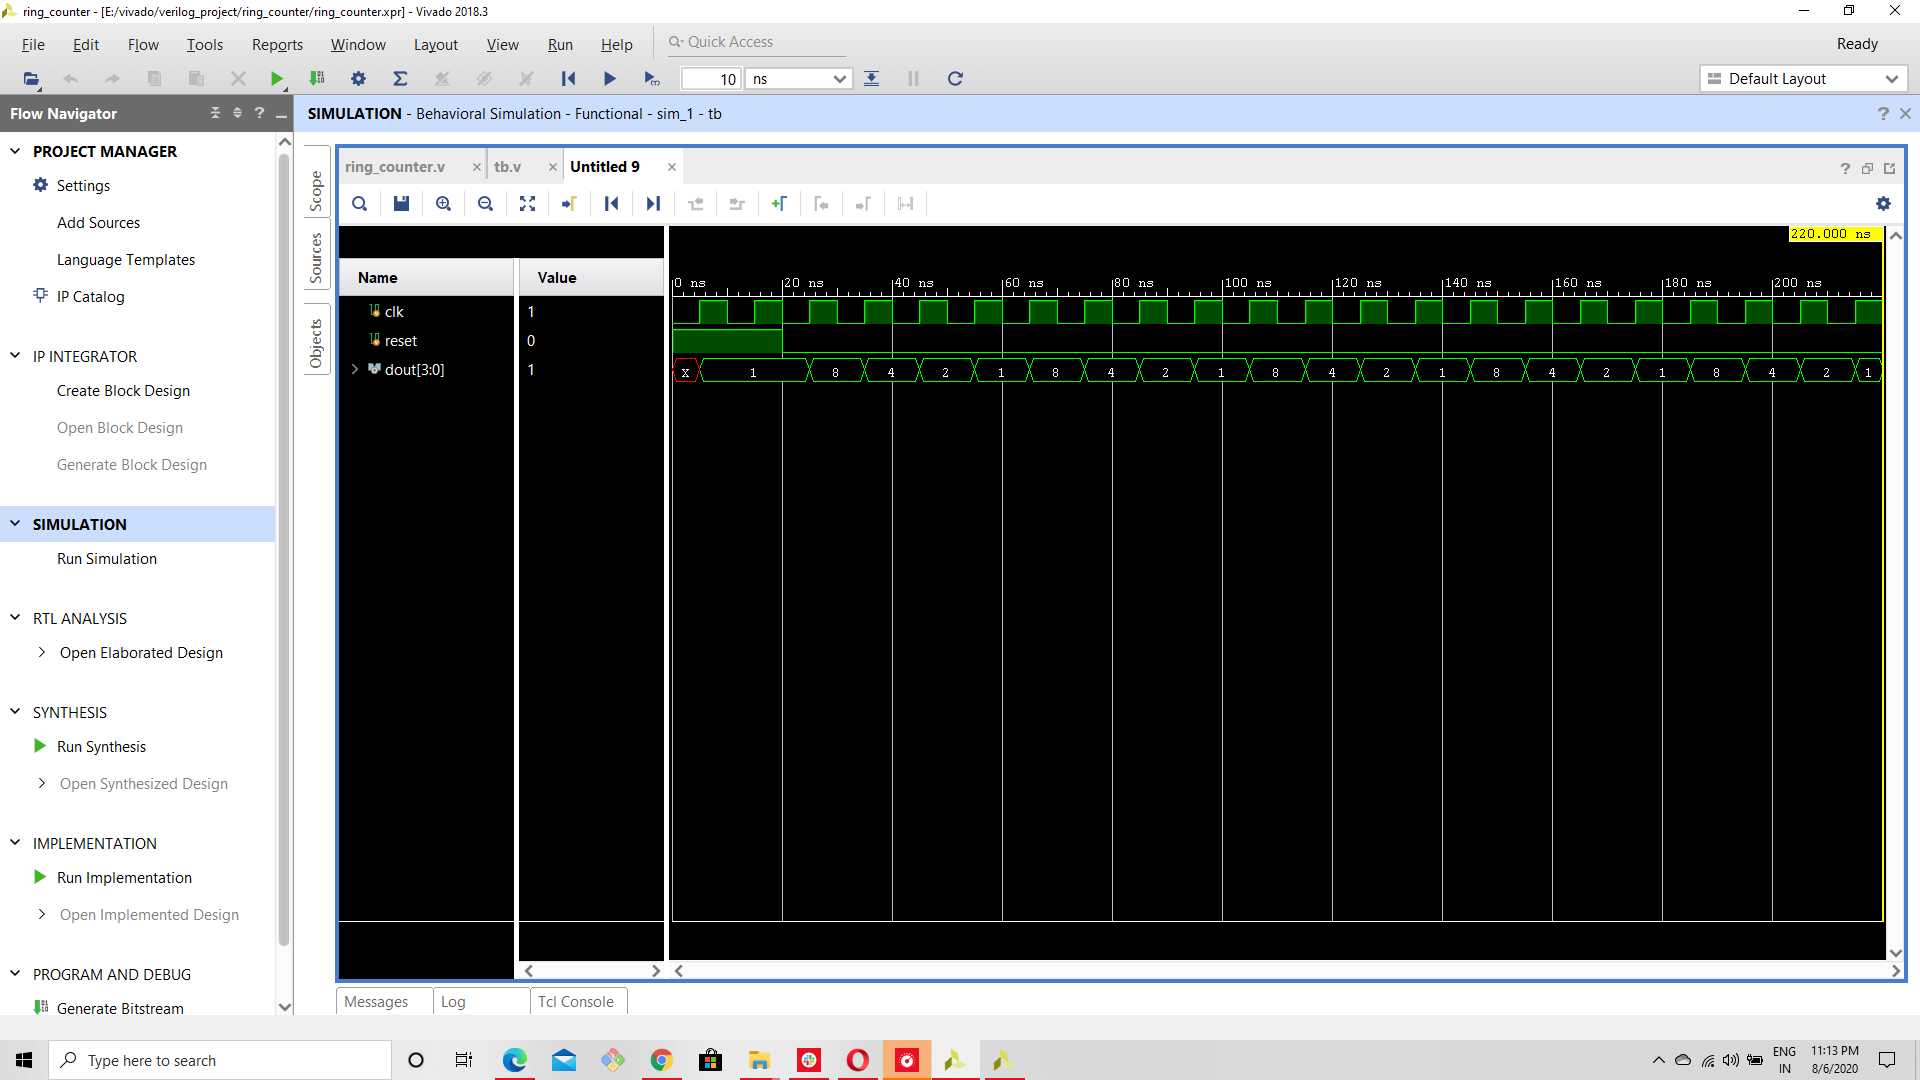 ring_counter - [E:/vivado/verilog_project/ring_counter/ring_counter.xpr] - Vivado 2018.3
File Edit Flow Tools Reports Window Layout View Run Help Quick Access
Ready
10 ns
Default Layout
Flow Navigator
SIMULATION - Behavioral Simulation - Functional - sim_1 - tb
PROJECT MANAGER
Settings
Add Sources
Language Templates
IP Catalog
IP INTEGRATOR
Create Block Design
Open Block Design
Generate Block Design
SIMULATION
Run Simulation
RTL ANALYSIS
Open Elaborated Design
SYNTHESIS
Run Synthesis
Open Synthesized Design
IMPLEMENTATION
Run Implementation
Open Implemented Design
PROGRAM AND DEBUG
Generate Bitstream
Scope
Sources
Objects
ring_counter.v tb.v Untitled 9
220.000 ns
Name Value
0 ns 20 ns 40 ns 60 ns 80 ns 100 ns 120 ns 140 ns 160 ns 180 ns 200 ns
clk 1
reset 0
dout[3:0] 1
X 1 8 4 2 1 8 4 2 1 8 4 2 1 8 4 2 1 8 4 2 1
Messages Log Tcl Console
Type here to search
ENG
IN
11:13 PM
8/6/2020